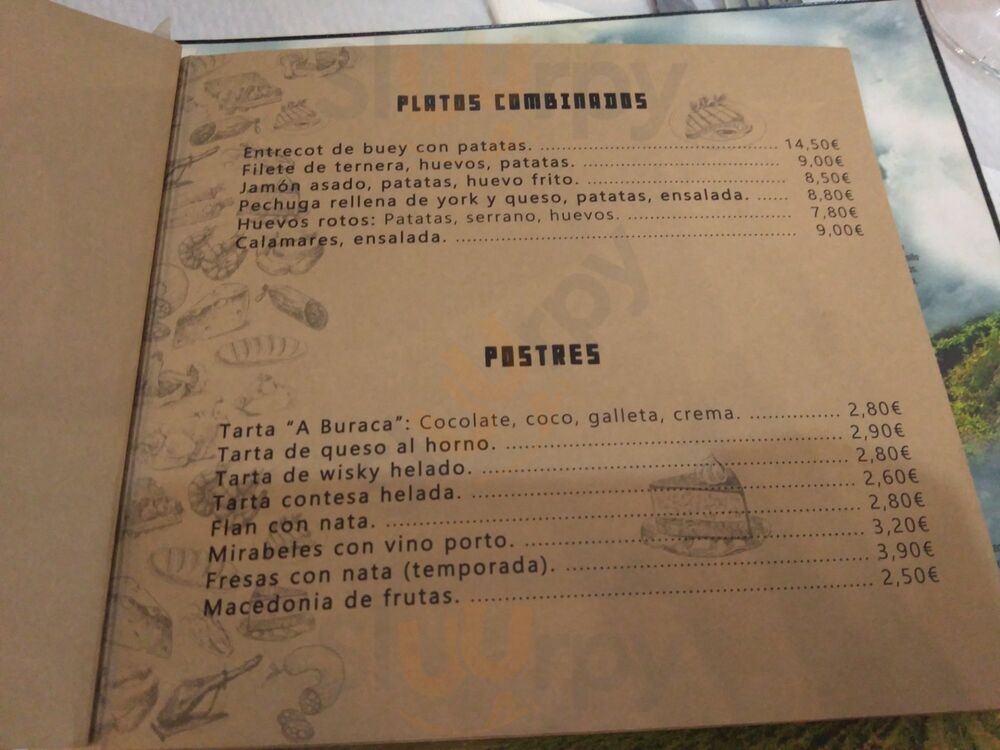 PLATOS COMBINADOS
Entrecot de buey con patatas. 14,50€
Filete de ternera, huevos, patatas. 9,00€
Jamón asado, patatas, huevo frito. 8,50€
Pechuga rellena de york y queso, patatas, ensalada. 8,80€
Huevos rotos: Patatas, serrano, huevos. 7,80€
Calamares, ensalada. 9,00€
POSTRES
Tarta “A Buraca”: Cocolate, coco, galleta, crema. 2,80€
Tarta de queso al horno. 2,90€
Tarta de wisky helado. 2,80€
Tarta contesa helada. 2,60€
Flan con nata. 2,80€
Mirabeles con vino porto. 3,20€
Fresas con nata (temporada). 3,90€
Macedonia de frutas. 2,50€
Sluurpy
Sluurpy
Sluurpy